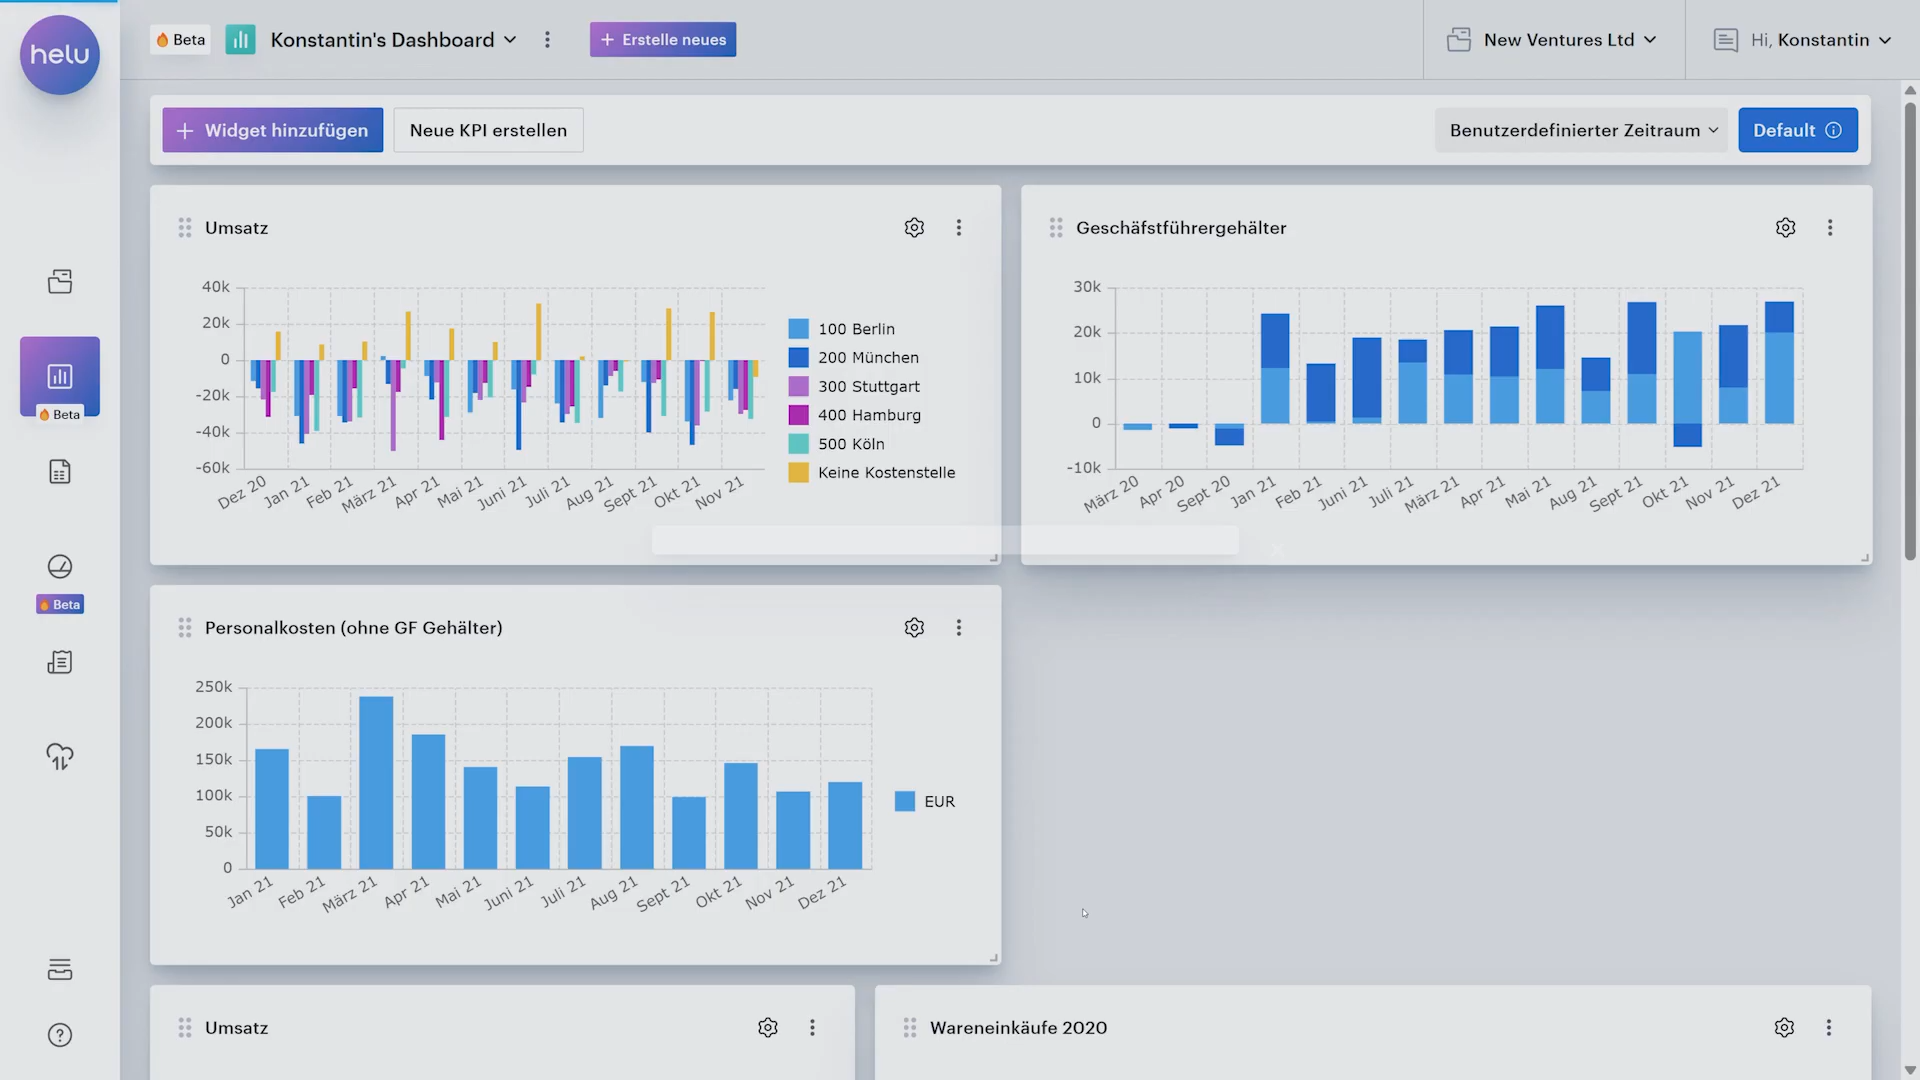 helu
Beta
Konstantin's Dashboard
+ Erstelle neues
New Ventures Ltd
Hi, Konstantin
+ Widget hinzufügen
Neue KPI erstellen
Benutzerdefinierter Zeitraum
Default
Umsatz
40k
20k
0
-20k
-40k
-60k
Dez 20
Jan 21
Feb 21
März 21
Apr 21
Mai 21
Juni 21
Juli 21
Aug 21
Sept 21
Okt 21
Nov 21
100 Berlin
200 München
300 Stuttgart
400 Hamburg
500 Köln
Keine Kostenstelle
Geschäfstführergehälter
30k
20k
10k
0
-10k
März 20
Apr 20
Sept 20
Jan 21
Feb 21
Juni 21
Juli 21
März 21
Apr 21
Mai 21
Aug 21
Sept 21
Okt 21
Nov 21
Dez 21
Beta
Beta
Personalkosten (ohne GF Gehälter)
250k
200k
150k
100k
50k
0
Jan 21
Feb 21
März 21
Apr 21
Mai 21
Juni 21
Juli 21
Aug 21
Sept 21
Okt 21
Nov 21
Dez 21
EUR
Umsatz
Wareneinkäufe 2020